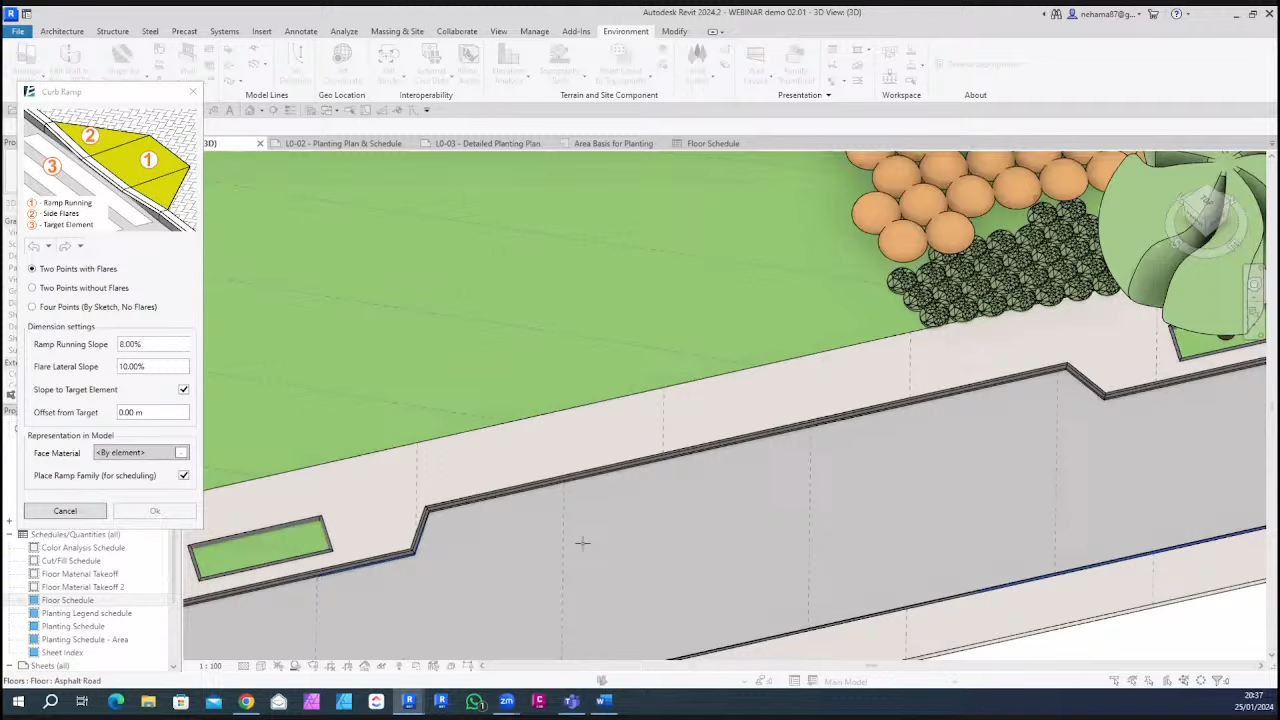 Autodesk Revit 2024.2 - WEBINAR demo 02.01 - 3D View: {3D}
nehama87@g...
File Architecture Structure Steel Precast Systems Insert Annotate Analyze Massing & Site Collaborate View Manage Add-Ins Environment Modify
Model Lines Geo Location Interoperability Terrain and Site Component Presentation Workspace About
Curb Ramp
3D) L0-02 - Planting Plan & Schedule L0-03 - Detailed Planting Plan Area Basis for Planting Floor Schedule
2
1
3
1 - Ramp Running
2 - Side Flares
3 - Target Element
Two Points with Flares
Two Points without Flares
Four Points (By Sketch, No Flares)
Dimension settings
Ramp Running Slope 8.00%
Flare Lateral Slope 10.00%
Slope to Target Element
Offset from Target 0.00 m
Representation in Model
Face Material <By element>
Place Ramp Family (for scheduling)
Cancel Ok
Schedules/Quantities (all)
Color Analysis Schedule
Cut/Fill Schedule
Floor Material Takeoff
Floor Material Takeoff 2
Floor Schedule
Planting Legend schedule
Planting Schedule
Planting Schedule - Area
Sheet Index
Sheets (all)
1 : 100
Floors : Floor : Asphalt Road
:0
Main Model
:0
20:37
25/01/2024